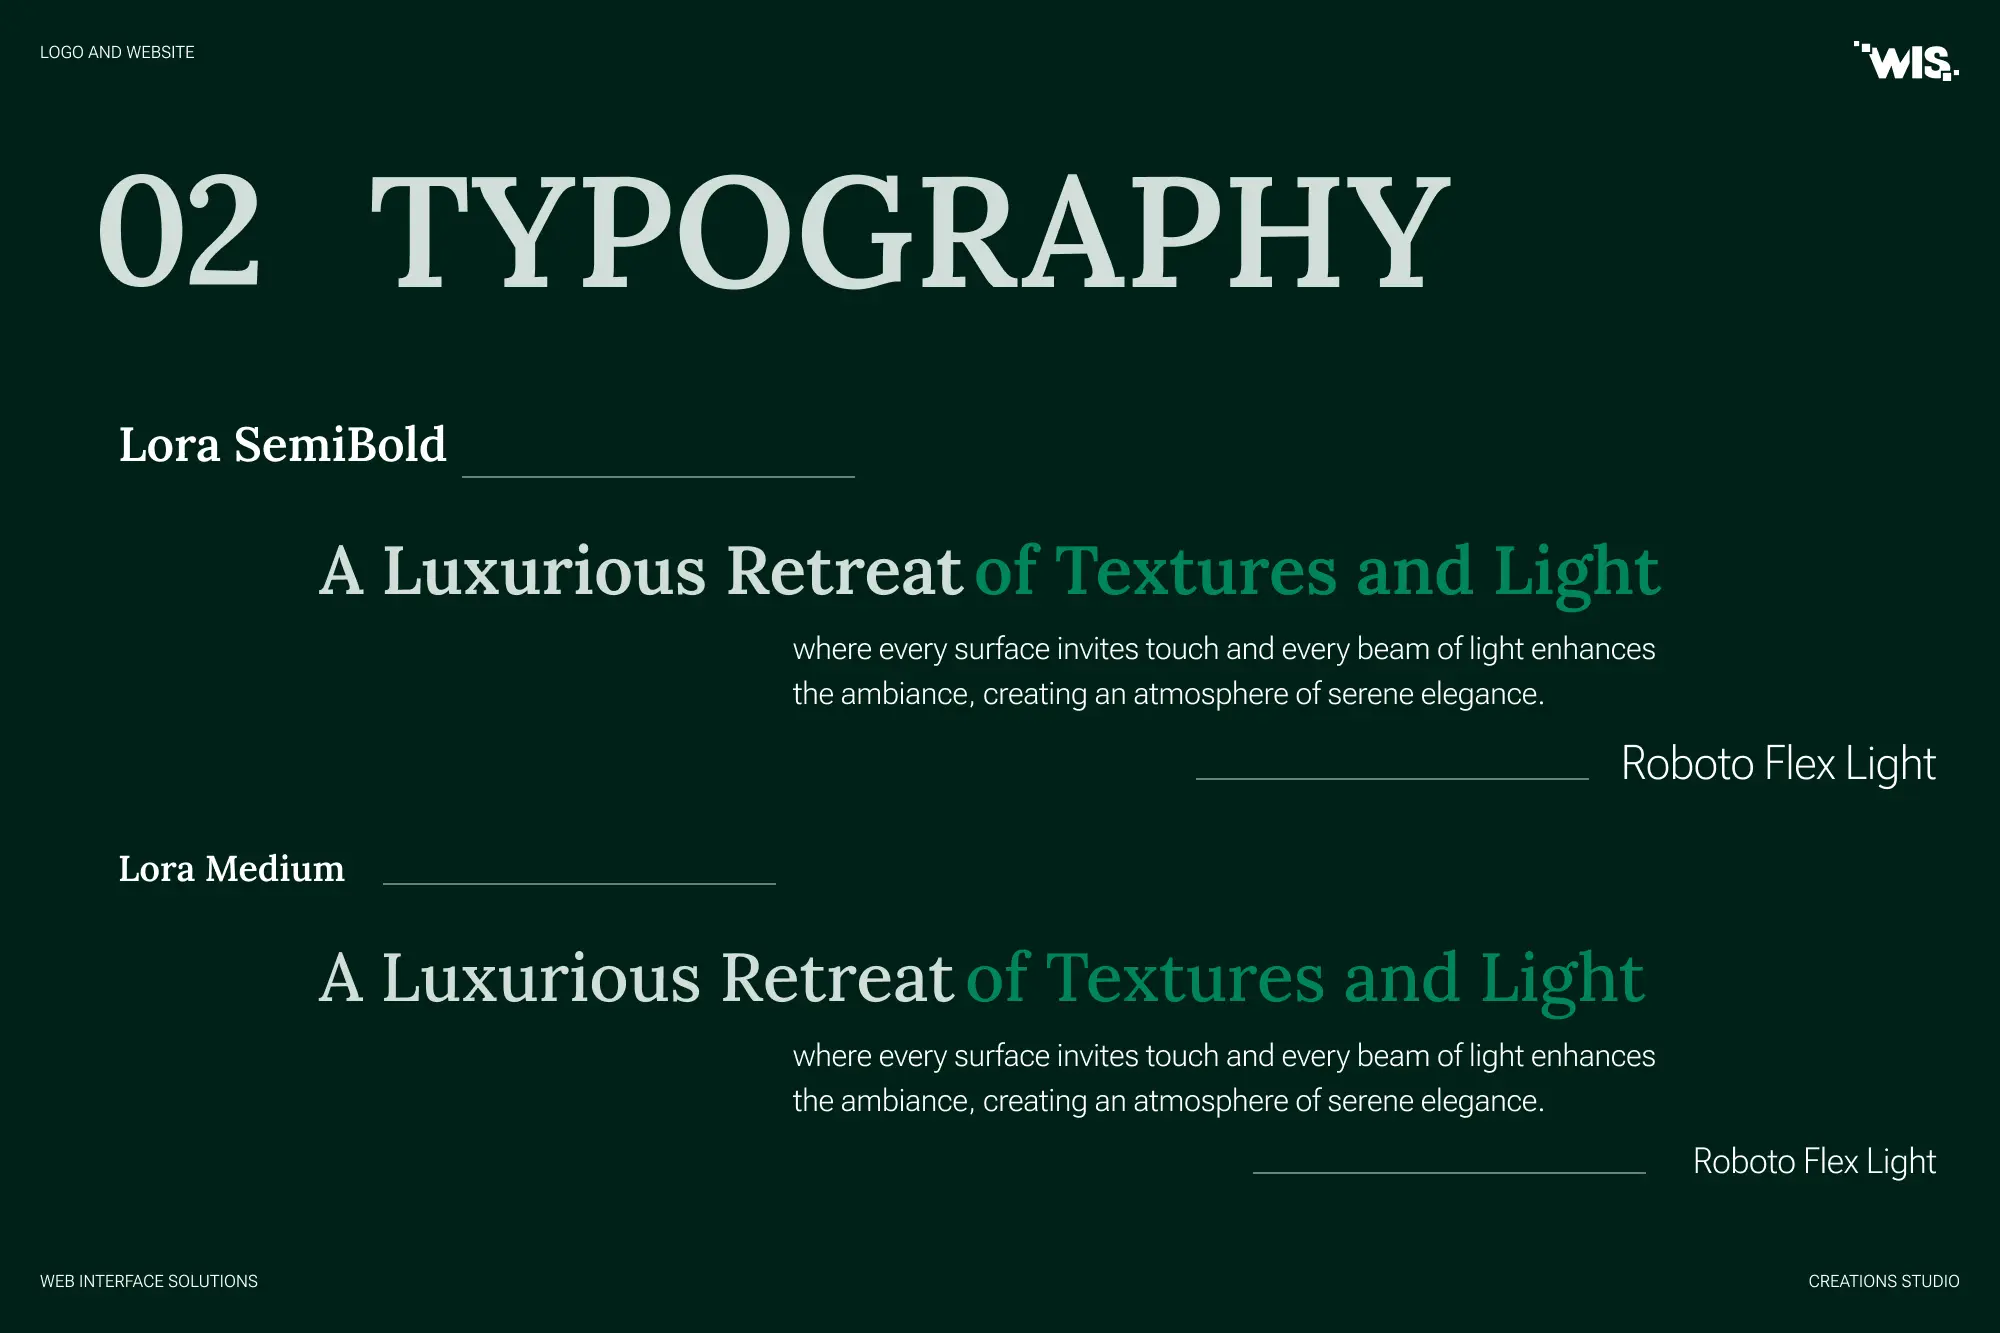 LOGO AND WEBSITE
WIS.
02 TYPOGRAPHY
Lora SemiBold
A Luxurious Retreat of Textures and Light
where every surface invites touch and every beam of light enhances
the ambiance, creating an atmosphere of serene elegance.
Roboto Flex Light
Lora Medium
A Luxurious Retreat of Textures and Light
where every surface invites touch and every beam of light enhances
the ambiance, creating an atmosphere of serene elegance.
Roboto Flex Light
WEB INTERFACE SOLUTIONS
CREATIONS STUDIO